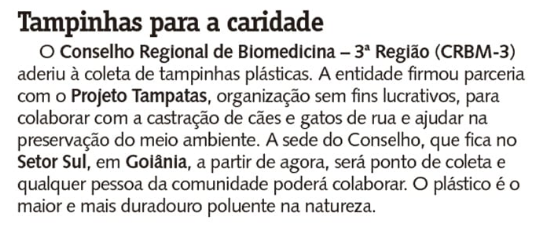 Tampinhas para a caridade
O Conselho Regional de Biomedicina – 3ª Região (CRBM-3)
aderiu à coleta de tampinhas plásticas. A entidade firmou parceria
com o Projeto Tampatas, organização sem fins lucrativos, para
colaborar com a castração de cães e gatos de rua e ajudar na
preservação do meio ambiente. A sede do Conselho, que fica no
Setor Sul, em Goiânia, a partir de agora, será ponto de coleta e
qualquer pessoa da comunidade poderá colaborar. O plástico é o
maior e mais duradouro poluente na natureza.